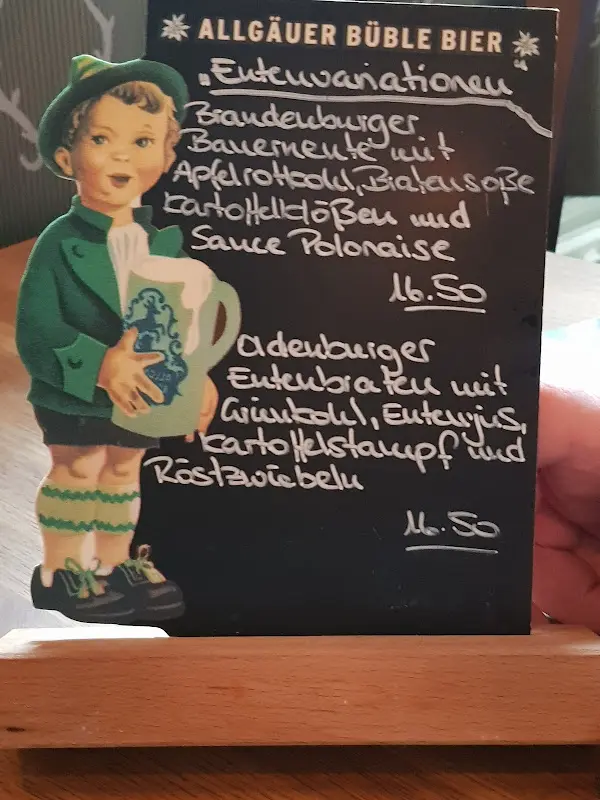 ALLGÄUER BÜBLE BIER
„Entenvariationen“
Brandenburger
Bauernente mit
Apfelrotkohl, Bratensoße
Kartoffelklößen und
Sauce Polonaise
16.50
Oldenburger
Entenbraten mit
Grünkohl, Entenjus,
Kartoffelstampf und
Röstzwiebeln
16.50